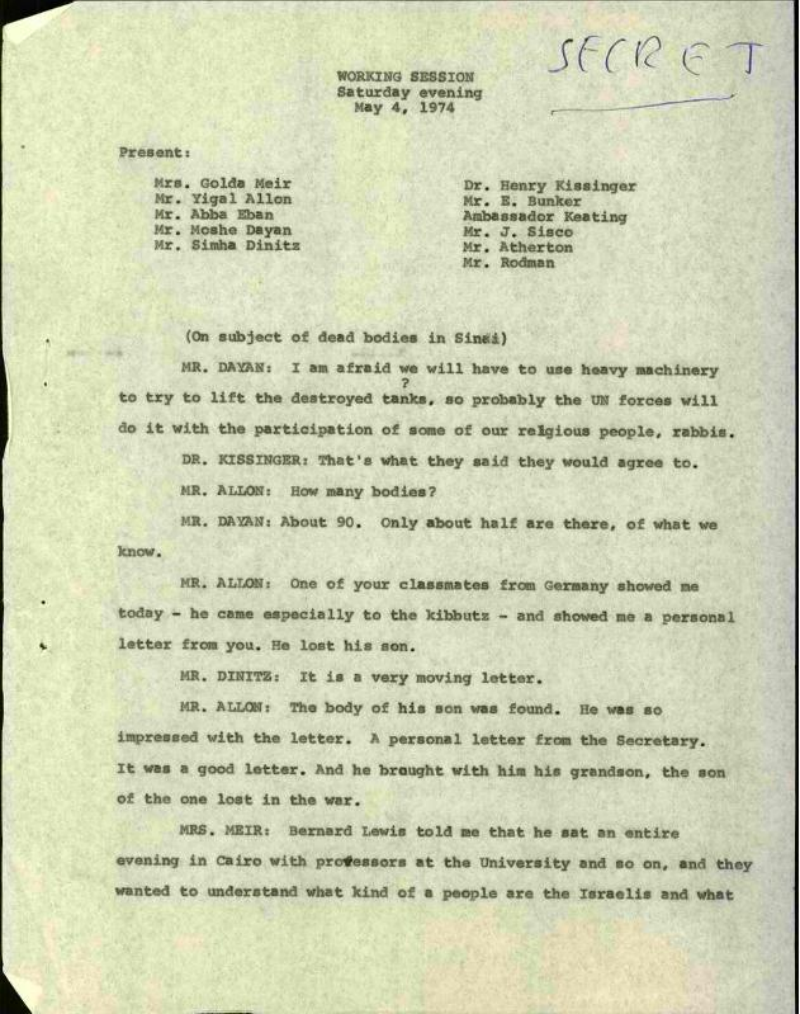 SECRET
WORKING SESSION
Saturday evening
May 4, 1974
Present:
Mrs. Golda Meir
Mr. Yigal Allon
Mr. Abba Eban
Mr. Moshe Dayan
Mr. Simha Dinitz
Dr. Henry Kissinger
Mr. E. Bunker
Ambassador Keating
Mr. J. Sisco
Mr. Atherton
Mr. Rodman
(On subject of dead bodies in Sinai)
MR. DAYAN: I am afraid we will have to use heavy machinery
?
to try to lift the destroyed tanks, so probably the UN forces will
do it with the participation of some of our relgious people, rabbis.
DR. KISSINGER: That's what they said they would agree to.
MR. ALLON: How many bodies?
MR. DAYAN: About 90. Only about half are there, of what we
know.
MR. ALLON: One of your classmates from Germany showed me
today - he came especially to the kibbutz - and showed me a personal
letter from you. He lost his son.
MR. DINITZ: It is a very moving letter.
MR. ALLON: The body of his son was found. He was so
impressed with the letter. A personal letter from the Secretary.
It was a good letter. And he brought with him his grandson, the son
of the one lost in the war.
MRS. MEIR: Bernard Lewis told me that he sat an entire
evening in Cairo with professors at the University and so on, and they
wanted to understand what kind of a people are the Israelis and what